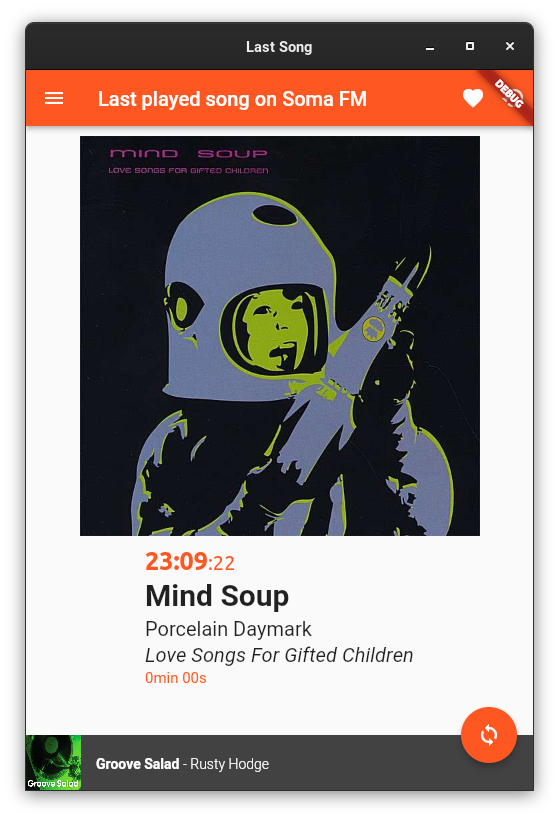 Last Song
Last played song on Soma FM
DEBUG
MIND SOUP
LOVE SONGS FOR GIFTED CHILDREN
23:09:22
Mind Soup
Porcelain Daymark
Love Songs For Gifted Children
0min 00s
Groove Salad
Groove Salad - Rusty Hodge